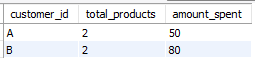 customer_id total_products amount_spent
A 2 50
B 2 80